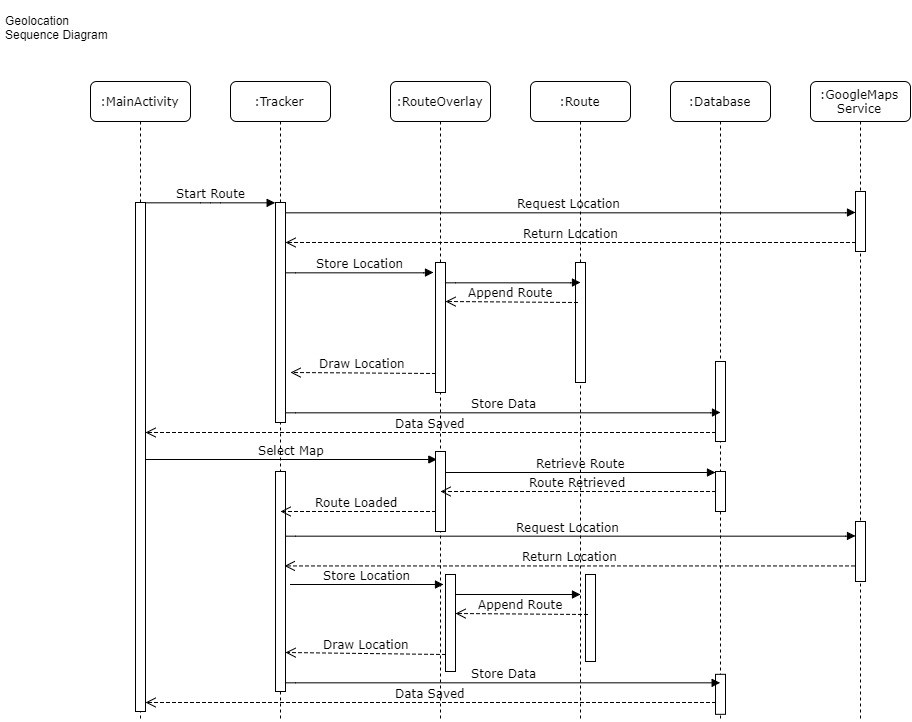 Geolocation
Sequence Diagram
:MainActivity
:Tracker
:RouteOverlay
:Route
:Database
:GoogleMaps
Service
Start Route
Request Location
Return Location
Store Location
Append Route
Draw Location
Store Data
Data Saved
Select Map
Retrieve Route
Route Retrieved
Route Loaded
Request Location
Return Location
Store Location
Append Route
Draw Location
Store Data
Data Saved